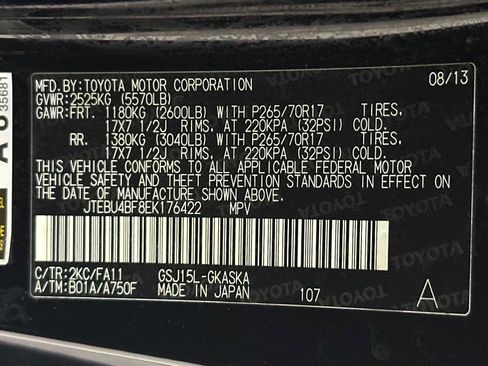 MFD.BY:TOYOTA MOTOR CORPORATION 08/13
GVWR:2525KG (5570LB)
GAWR:FRT. 1180KG (2600LB) WITH P265/70R17 TIRES,
17X7 1/2J RIMS, AT 220KPA (32PSI) COLD.
RR. 1380KG (3040LB) WITH P265/70R17 TIRES,
17X7 1/2J RIMS, AT 220KPA (32PSI) COLD.
THIS VEHICLE CONFORMS TO ALL APPLICABLE FEDERAL MOTOR
VEHICLE SAFETY STANDARDS AND THEFT PREVENTION STANDARDS IN EFFECT
ON THE DATE OF MANUFACTURE SHOWN ABOVE.
JTEBU4BF8EK176422 MPV
C/TR:2KC/FA11 GSJ15L-GKASKA
A/TM:B01A/A750F MADE IN JAPAN 107 A
35681
TOYOTA